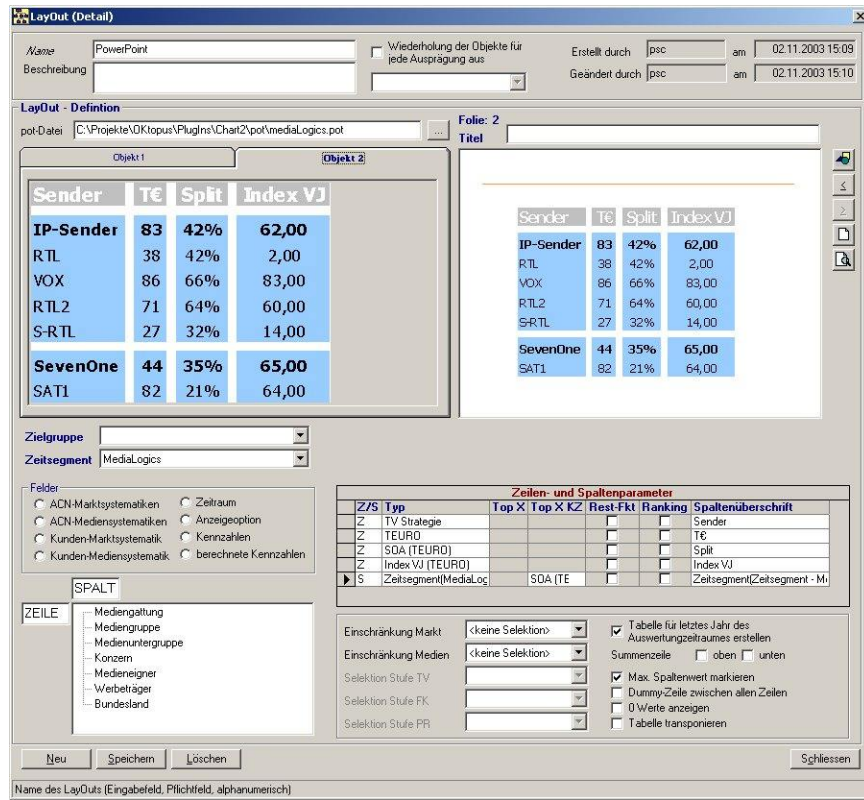 LayOut (Detail)
Name PowerPoint
Beschreibung
Wiederholung der Objekte für
jede Ausprägung aus
Erstellt durch psc am 02.11.2003 15:09
Geändert durch psc am 02.11.2003 15:10
LayOut - Defintion
pot-Datei C:\Projekte\OKtopus\PlugIns\Chart2\pot\mediaLogics.pot ...
Folie: 2
Titel
Objekt 1 Objekt 2
Sender T€ Split Index VJ
IP-Sender 83 42% 62,00
RTL 38 42% 2,00
VOX 86 66% 83,00
RTL2 71 64% 60,00
S-RTL 27 32% 14,00
SevenOne 44 35% 65,00
SAT1 82 21% 64,00
Sender T€ Split Index VJ
IP-Sender 83 42% 62,00
RTL 38 42% 2,00
VOX 86 66% 83,00
RTL2 71 64% 60,00
S-RTL 27 32% 14,00
SevenOne 44 35% 65,00
SAT1 82 21% 64,00
<
>
Zielgruppe
Zeitsegment MediaLogics
Felder
ACN-Marktsystematiken Zeitraum
ACN-Mediensystematiken Anzeigeoption
Kunden-Marktsystematik Kennzahlen
Kunden-Mediensystematik berechnete Kennzahlen
SPALT
ZEILE
Mediengattung
Mediengruppe
Medienuntergruppe
Konzern
Medieneigner
Werbeträger
Bundesland
Zeilen- und Spaltenparameter
Z/S Typ Top X Top X KZ Rest-Fkt Ranking Spaltenüberschrift
Z TV Strategie Sender
Z TEURO T€
Z SOA (TEURO) Split
Z Index VJ (TEURO) Index VJ
S Zeitsegment(MediaLog SOA (TE Zeitsegment(Zeitsegment - Me
Einschränkung Markt <keine Selektion>
Einschränkung Medien <keine Selektion>
Selektion Stufe TV
Selektion Stufe FK
Selektion Stufe PR
Tabelle für letztes Jahr des
Auswertungzeitraumes erstellen
Summenzeile oben unten
Max. Spaltenwert markieren
Dummy-Zeile zwischen allen Zeilen
0 Werte anzeigen
Tabelle transponieren
Neu Speichern Löschen Schliessen
Name des LayOuts (Eingabefeld, Pflichtfeld, alphanumerisch)